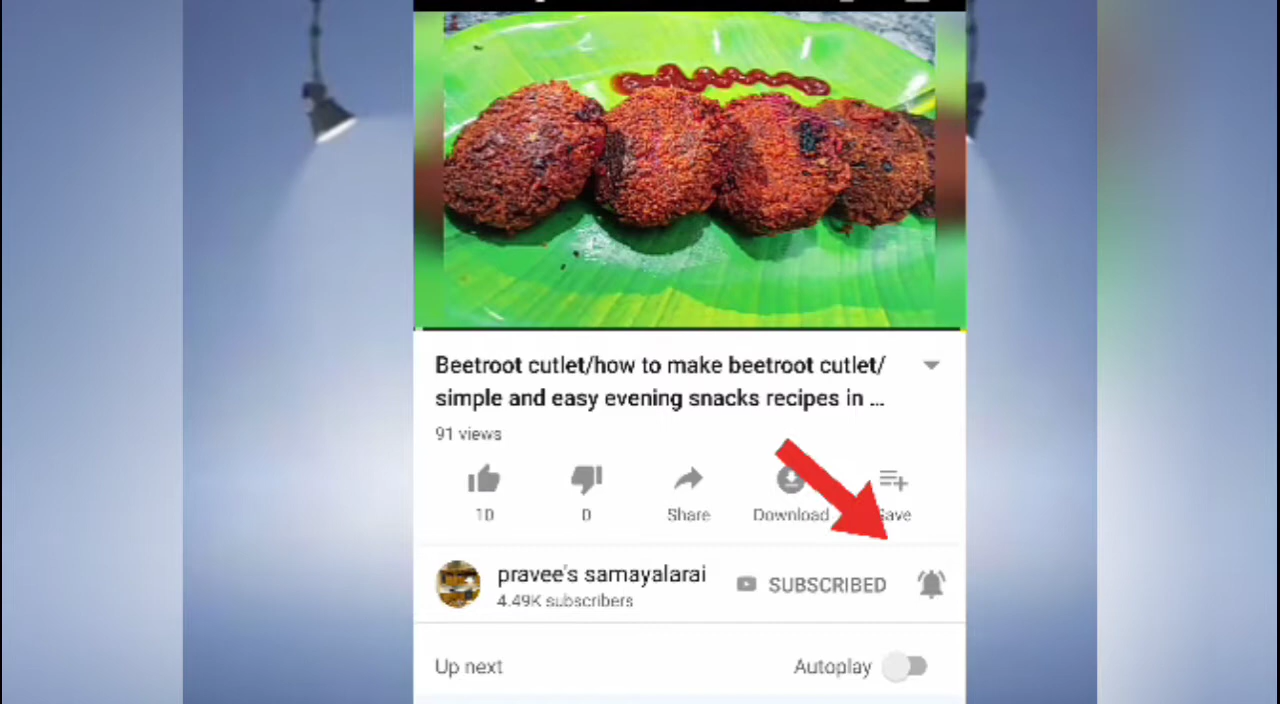 Beetroot cutlet/how to make beetroot cutlet/
simple and easy evening snacks recipes in ...
91 views
10
0
Share
Download
Save
pravee's samayalarai
SUBSCRIBED
4.49K subscribers
Up next
Autoplay